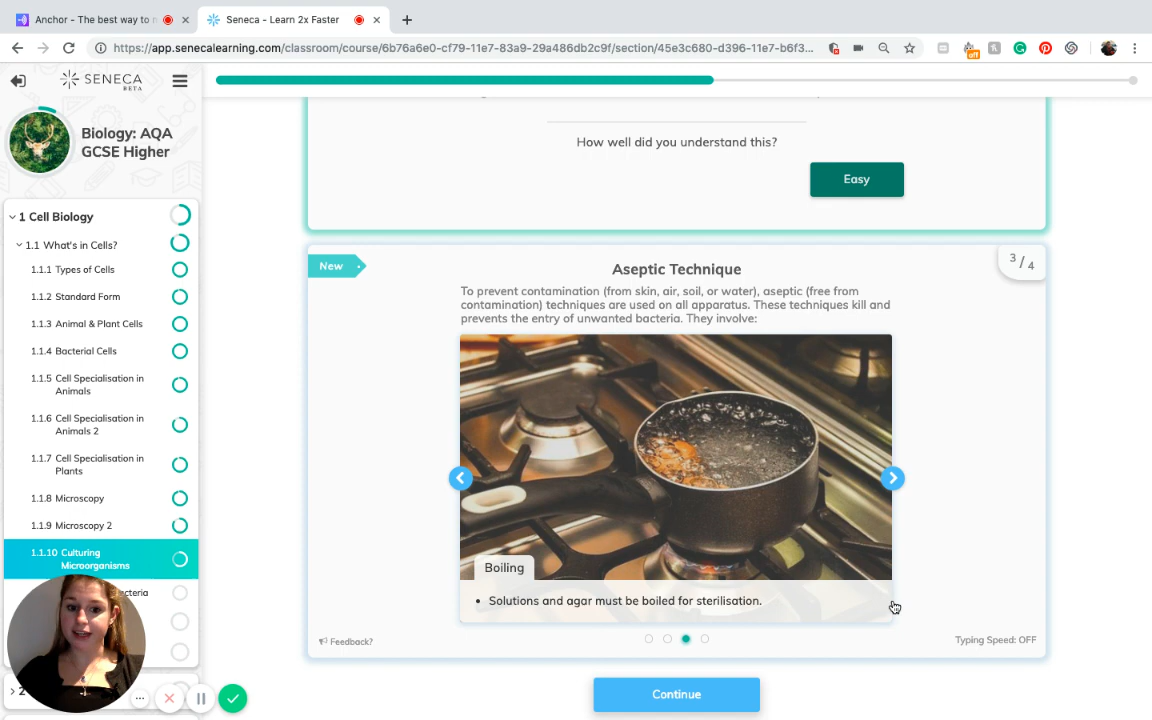 Anchor - The best way to
Seneca - Learn 2x Faster
https://app.senecalearning.com/classroom/course/6b76a6e0-cf79-11e7-83a9-29a486db2c9f/section/45e3c680-d396-11e7-b6f3...
off
SENECA
BETA
Biology: AQA
GCSE Higher
1 Cell Biology
1.1 What's in Cells?
1.1.1 Types of Cells
1.1.2 Standard Form
1.1.3 Animal & Plant Cells
1.1.4 Bacterial Cells
1.1.5 Cell Specialisation in
Animals
1.1.6 Cell Specialisation in
Animals 2
1.1.7 Cell Specialisation in
Plants
1.1.8 Microscopy
1.1.9 Microscopy 2
1.1.10 Culturing
Microorganisms
2
How well did you understand this?
Easy
New
3 / 4
Aseptic Technique
To prevent contamination (from skin, air, soil, or water), aseptic (free from
contamination) techniques are used on all apparatus. These techniques kill and
prevents the entry of unwanted bacteria. They involve:
Boiling
• Solutions and agar must be boiled for sterilisation.
Feedback?
Typing Speed: OFF
Continue